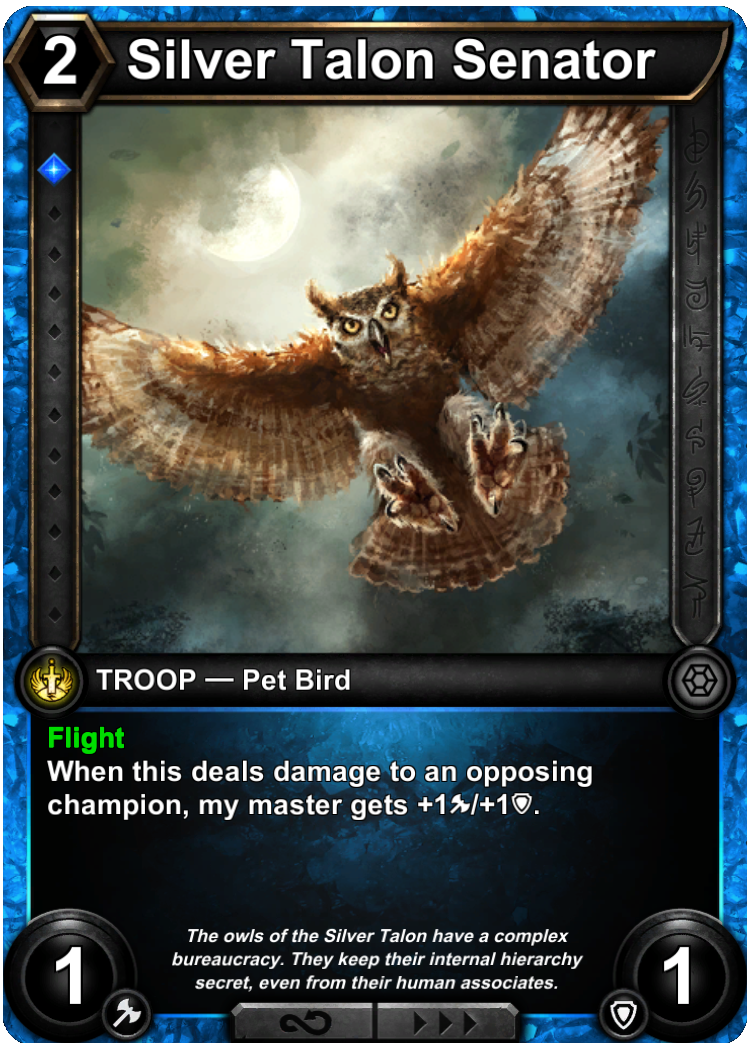 2
Silver Talon Senator
TROOP — Pet Bird
Flight
When this deals damage to an opposing
champion, my master gets +1/+1.
The owls of the Silver Talon have a complex
bureaucracy. They keep their internal hierarchy
secret, even from their human associates.
1
1